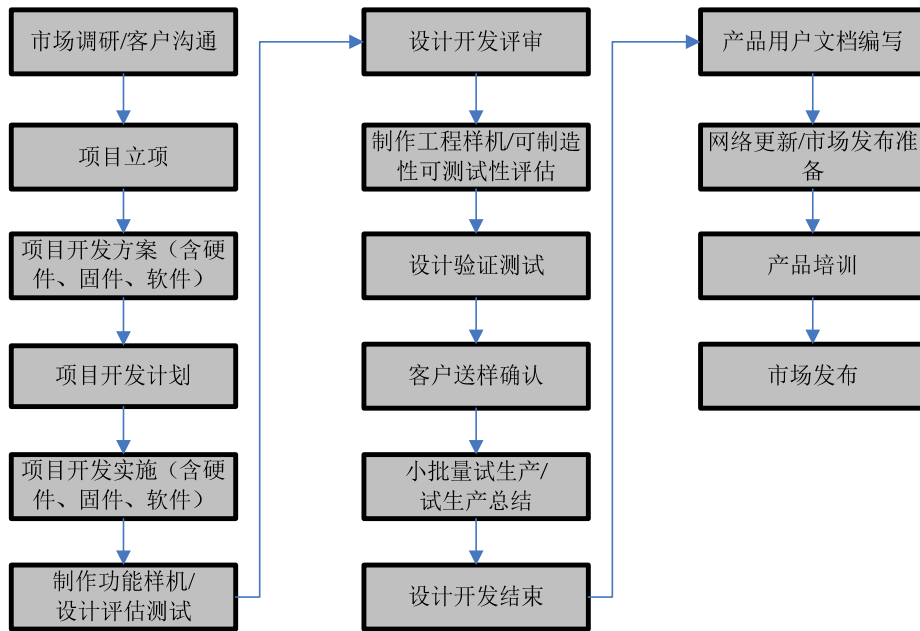 市场调研/客户沟通
项目立项
项目开发方案（含硬
件、固件、软件）
项目开发计划
项目开发实施（含硬
件、固件、软件）
制作功能样机/
设计评估测试
设计开发评审
制作工程样机/可制造
性可测试性评估
设计验证测试
客户送样确认
小批量试生产/
试生产总结
设计开发结束
产品用户文档编写
网络更新/市场发布准
备
产品培训
市场发布